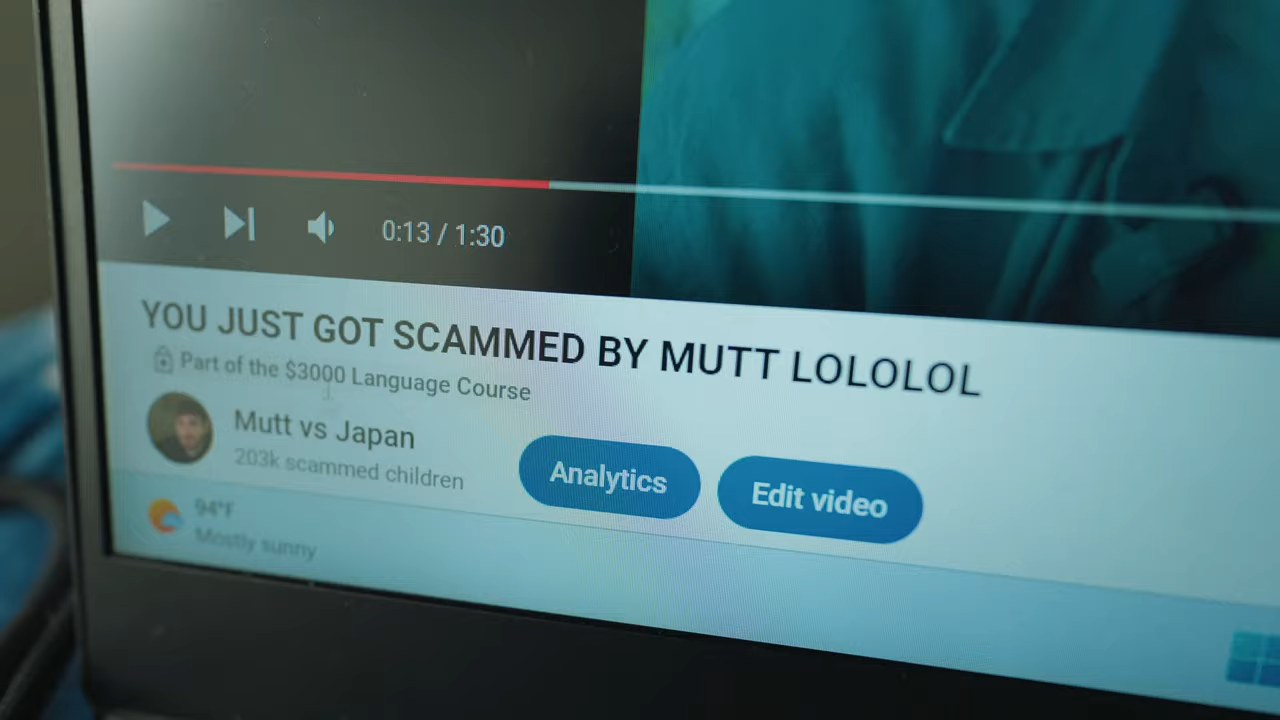 0:13 / 1:30
YOU JUST GOT SCAMMED BY MUTT LOLOLOL
Part of the $3000 Language Course
Mutt vs Japan
203k scammed children
Analytics
Edit video
94°F
Mostly sunny